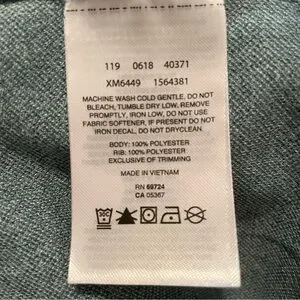 119 0618 40371
XM6449 1564381
MACHINE WASH COLD GENTLE, DO NOT
BLEACH, TUMBLE DRY LOW, REMOVE
PROMPTLY, IRON LOW, DO NOT USE
FABRIC SOFTENER, IF PRESENT DO NOT
IRON DECAL, DO NOT DRYCLEAN.
BODY: 100% POLYESTER
RIB: 100% POLYESTER
EXCLUSIVE OF TRIMMING
MADE IN VIETNAM
RN 69724
CA 05367
30C